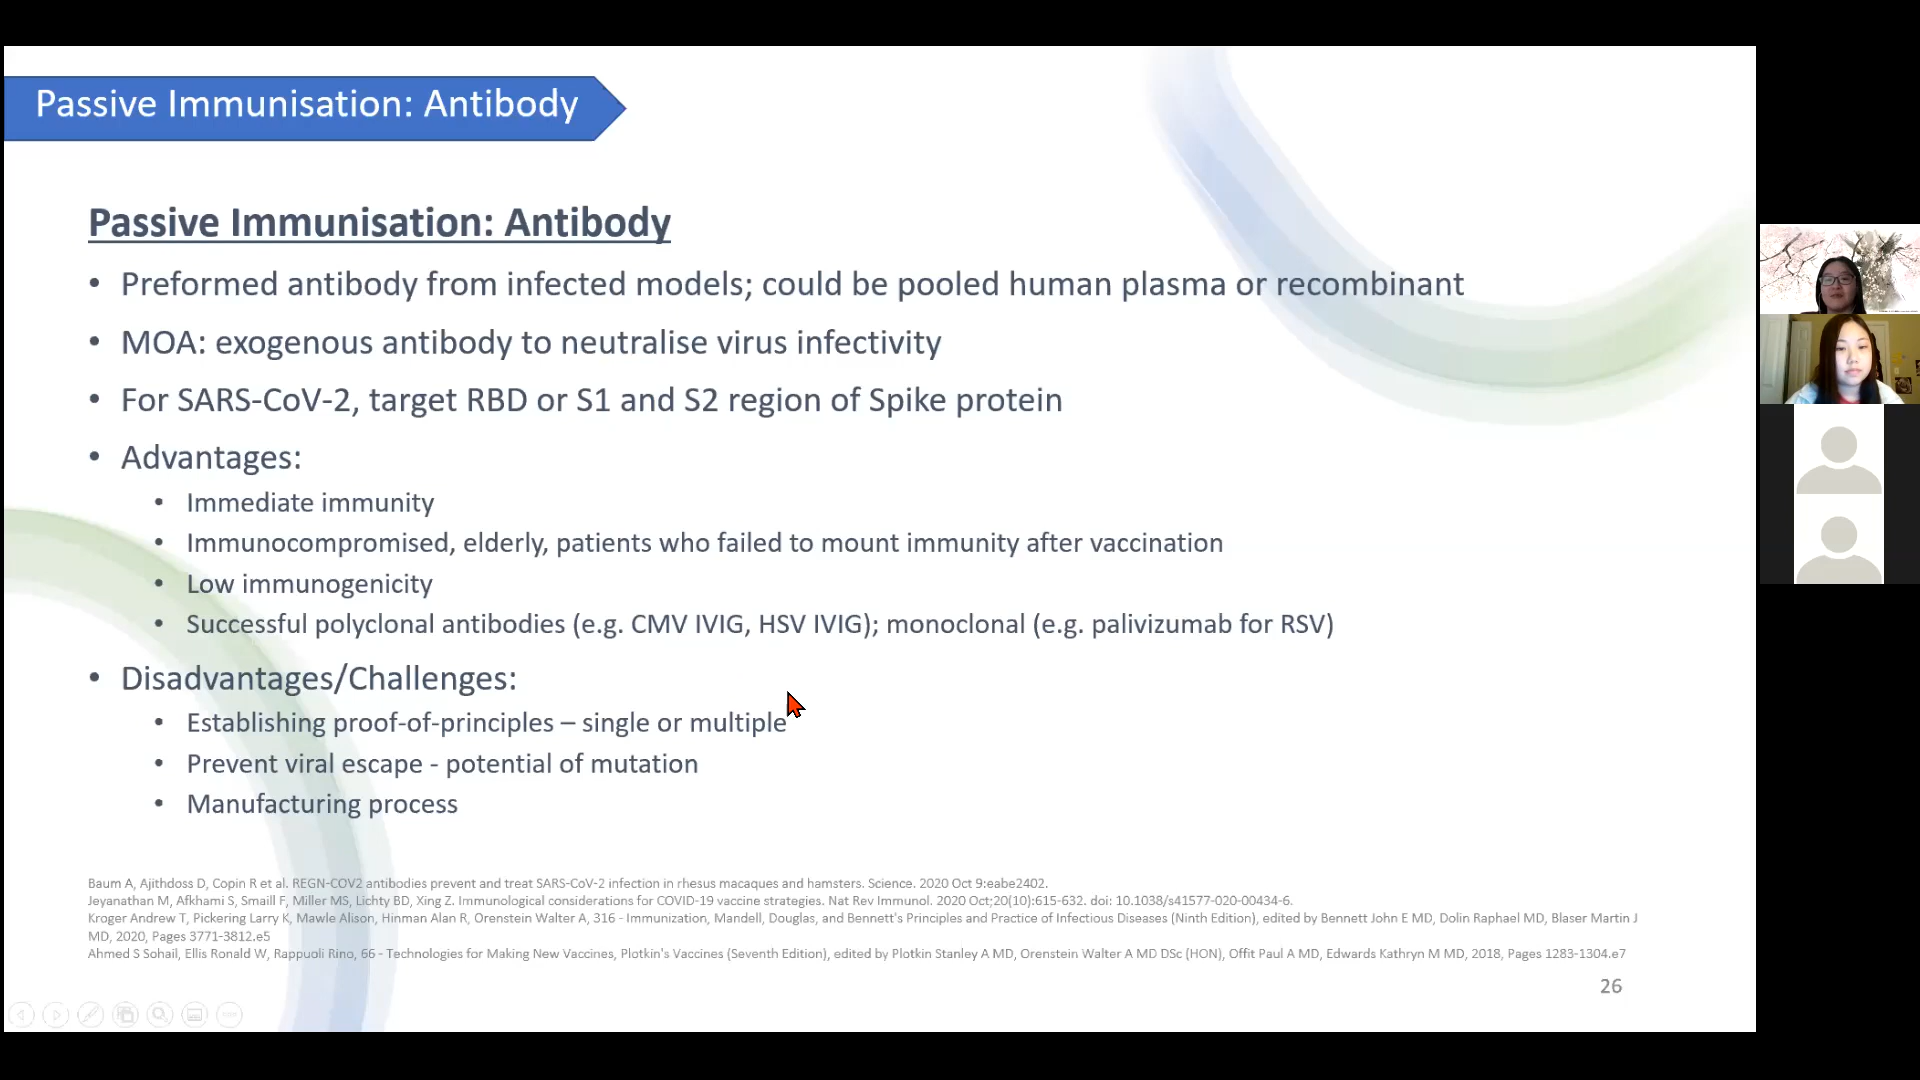 Passive Immunisation: Antibody
Passive Immunisation: Antibody
• Preformed antibody from infected models; could be pooled human plasma or recombinant
• MOA: exogenous antibody to neutralise virus infectivity
• For SARS-CoV-2, target RBD or S1 and S2 region of Spike protein
• Advantages:
• Immediate immunity
• Immunocompromised, elderly, patients who failed to mount immunity after vaccination
• Low immunogenicity
• Successful polyclonal antibodies (e.g. CMV IVIG, HSV IVIG); monoclonal (e.g. palivizumab for RSV)
• Disadvantages/Challenges:
• Establishing proof-of-principles – single or multiple
• Prevent viral escape - potential of mutation
• Manufacturing process
Baum A, Ajithdoss D, Copin R et al. REGN-COV2 antibodies prevent and treat SARS-CoV-2 infection in rhesus macaques and hamsters. Science. 2020 Oct 9:eabe2402.
Jeyanathan M, Afkhami S, Smaill F, Miller MS, Lichty BD, Xing Z. Immunological considerations for COVID-19 vaccine strategies. Nat Rev Immunol. 2020 Oct;20(10):615-632. doi: 10.1038/s41577-020-00434-6.
Kroger Andrew T, Pickering Larry K, Mawle Alison, Hinman Alan R, Orenstein Walter A, 316 - Immunization, Mandell, Douglas, and Bennett's Principles and Practice of Infectious Diseases (Ninth Edition), edited by Bennett John E MD, Dolin Raphael MD, Blaser Martin J
MD, 2020, Pages 3771-3812.e5
Ahmed S Sohail, Ellis Ronald W, Rappuoli Rino, 66 - Technologies for Making New Vaccines, Plotkin's Vaccines (Seventh Edition), edited by Plotkin Stanley A MD, Orenstein Walter A MD DSc (HON), Offit Paul A MD, Edwards Kathryn M MD, 2018, Pages 1283-1304.e7
26